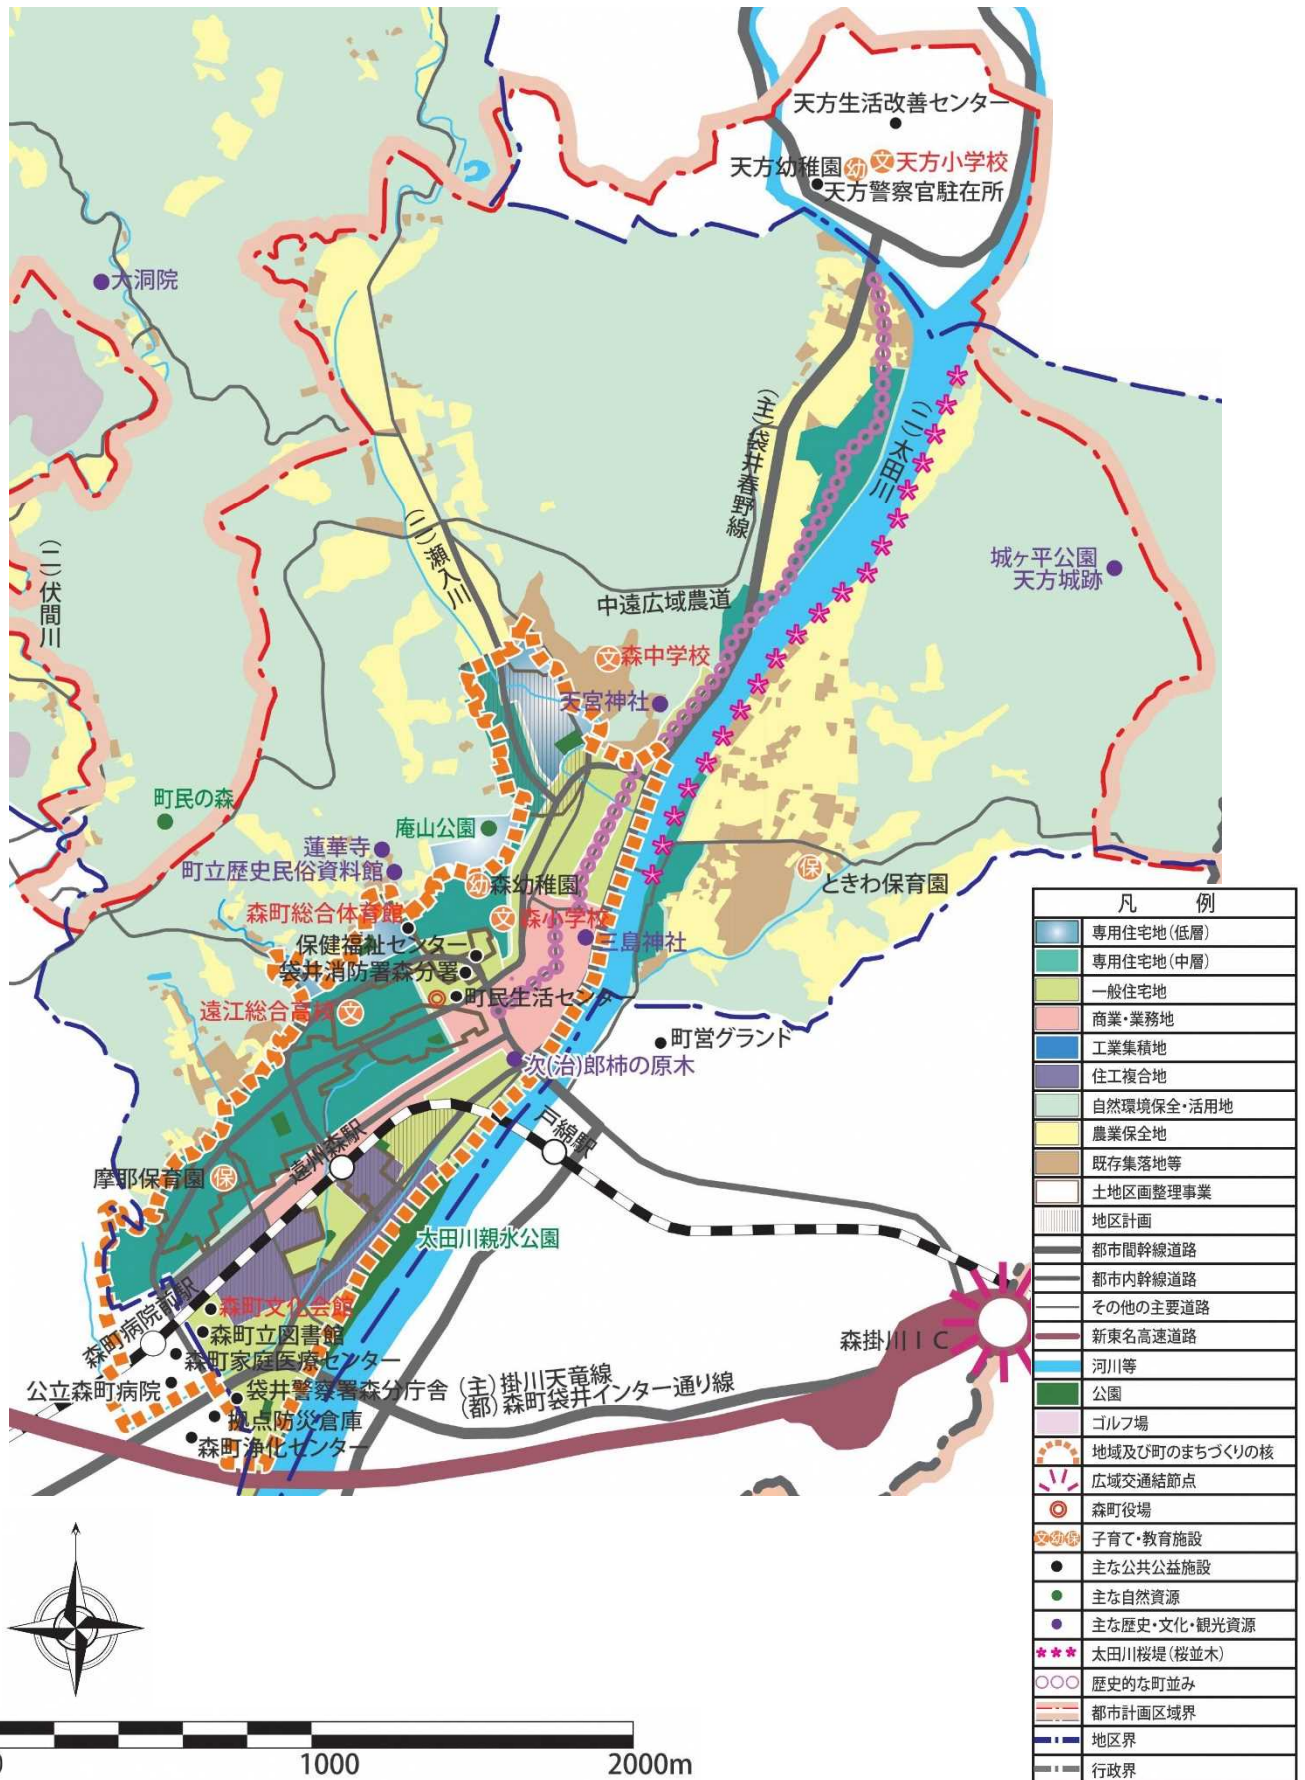 天方生活改善センター
天方幼稚園
幼
文
天方小学校
天方警察官駐在所
大洞院
(主)袋井春野線
(二)太田川
(二)瀬入川
(二)伏間川
城ヶ平公園
天方城跡
中遠広域農道
文
森中学校
天宮神社
町民の森
庵山公園
蓮華寺
町立歴史民俗資料館
幼
森幼稚園
保
ときわ保育園
森町総合体育館
文
森小学校
保健福祉センター
三島神社
袋井消防署森分署
町民生活センター
遠江総合高校
文
町営グランド
次(治)郎柿の原木
戸綿駅
遠州森駅
摩耶保育園
保
太田川親水公園
森町文化会館
森町病院前駅
森町立図書館
森町家庭医療センター
公立森町病院
袋井警察署森分庁舎
(主)掛川天竜線
(都)森町袋井インター通り線
拠点防災倉庫
森町浄化センター
森掛川IC
凡 例
専用住宅地(低層)
専用住宅地(中層)
一般住宅地
商業・業務地
工業集積地
住工複合地
自然環境保全・活用地
農業保全地
既存集落地等
土地区画整理事業
地区計画
都市間幹線道路
都市内幹線道路
その他の主要道路
新東名高速道路
河川等
公園
ゴルフ場
地域及び町のまちづくりの核
広域交通結節点
森町役場
文幼保 子育て・教育施設
主な公共公益施設
主な自然資源
主な歴史・文化・観光資源
太田川桜堤(桜並木)
歴史的な町並み
都市計画区域界
地区界
行政界
0 1000 2000m